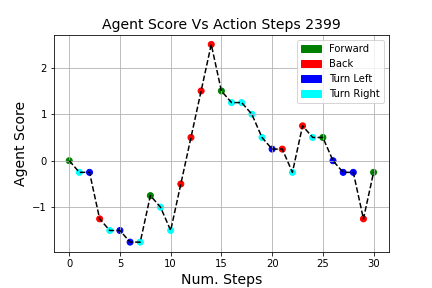 Agent Score Vs Action Steps 2399
Forward
Back
Turn Left
Turn Right
2
1
0
−1
Agent Score
0 5 10 15 20 25 30
Num. Steps